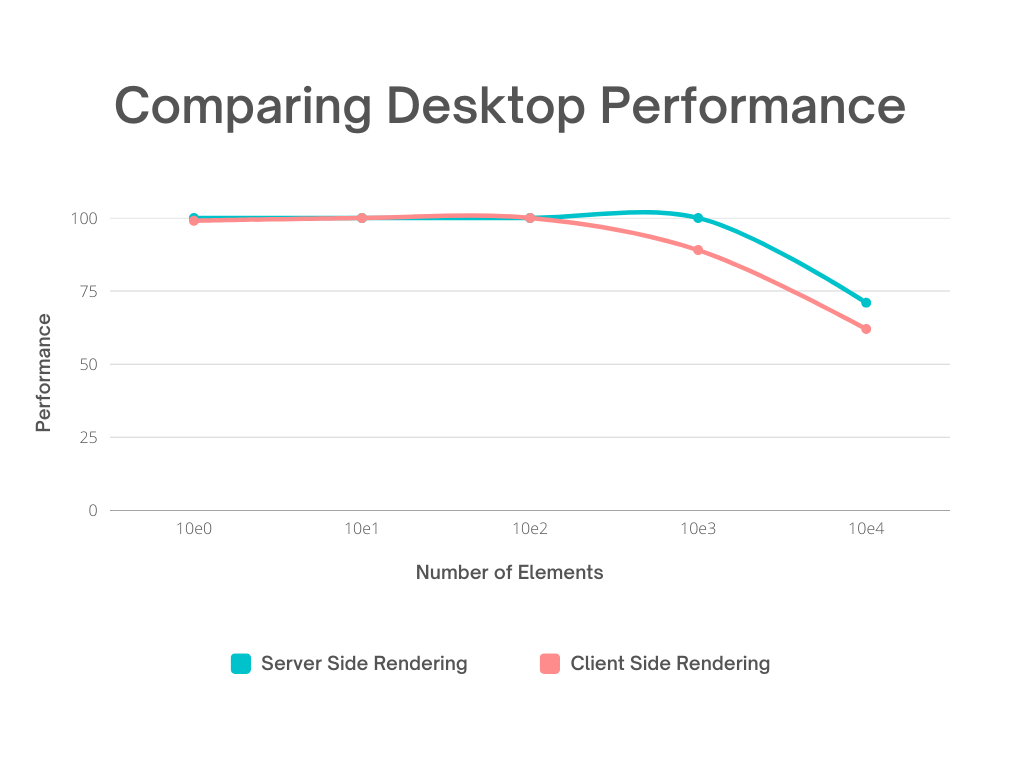 Comparing Desktop Performance
Performance
100
75
50
25
0
10e0 10e1 10e2 10e3 10e4
Number of Elements
Server Side Rendering Client Side Rendering